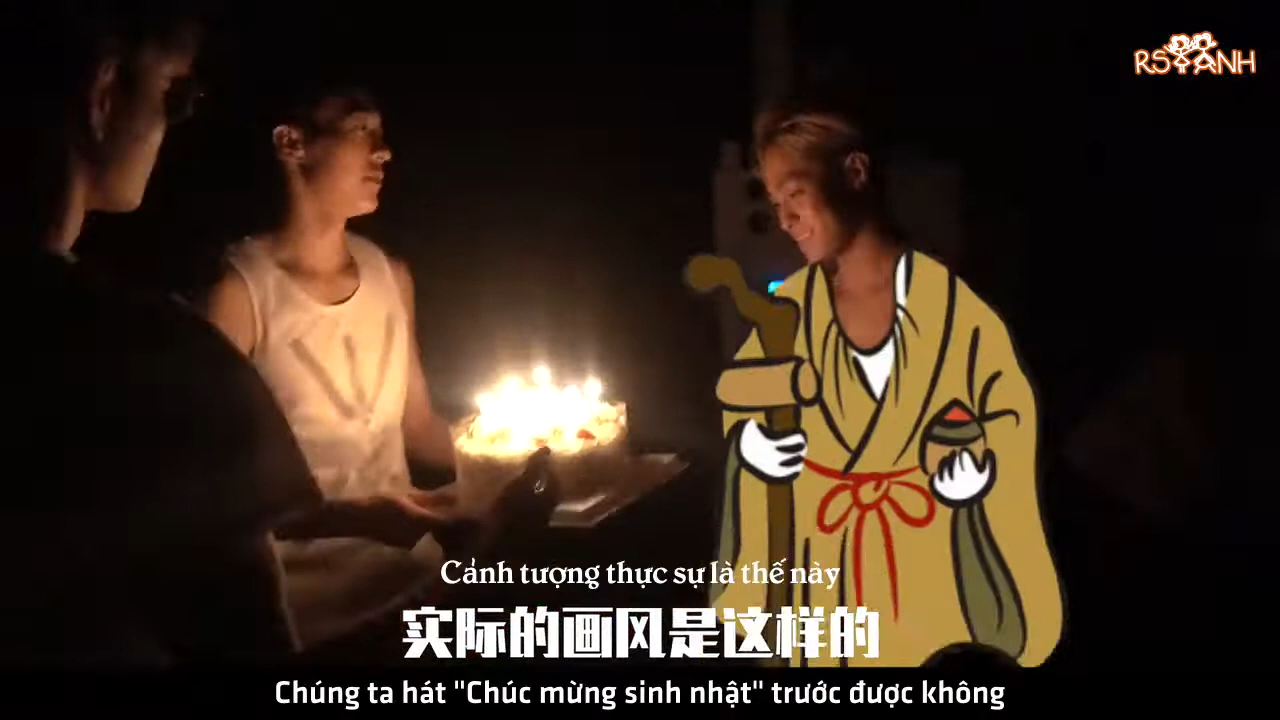 RSYANH
Cảnh tượng thực sự là thế này
实际的画风是这样的
Chúng ta hát "Chúc mừng sinh nhật" trước được không